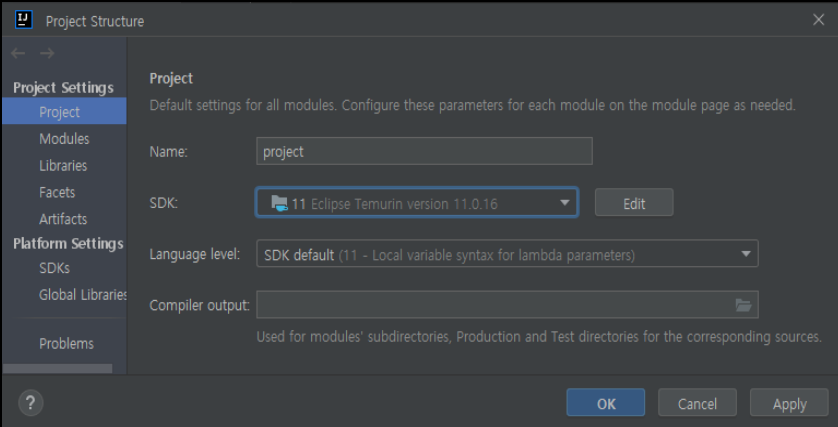 IJ
Project Structure
Project Settings
Project
Modules
Libraries
Facets
Artifacts
Platform Settings
SDKs
Global Libraries
Problems
Project
Default settings for all modules. Configure these parameters for each module on the module page as needed.
Name: project
SDK: 11 Eclipse Temurin version 11.0.16 Edit
Language level: SDK default (11 - Local variable syntax for lambda parameters)
Compiler output:
Used for modules' subdirectories, Production and Test directories for the corresponding sources.
? OK Cancel Apply